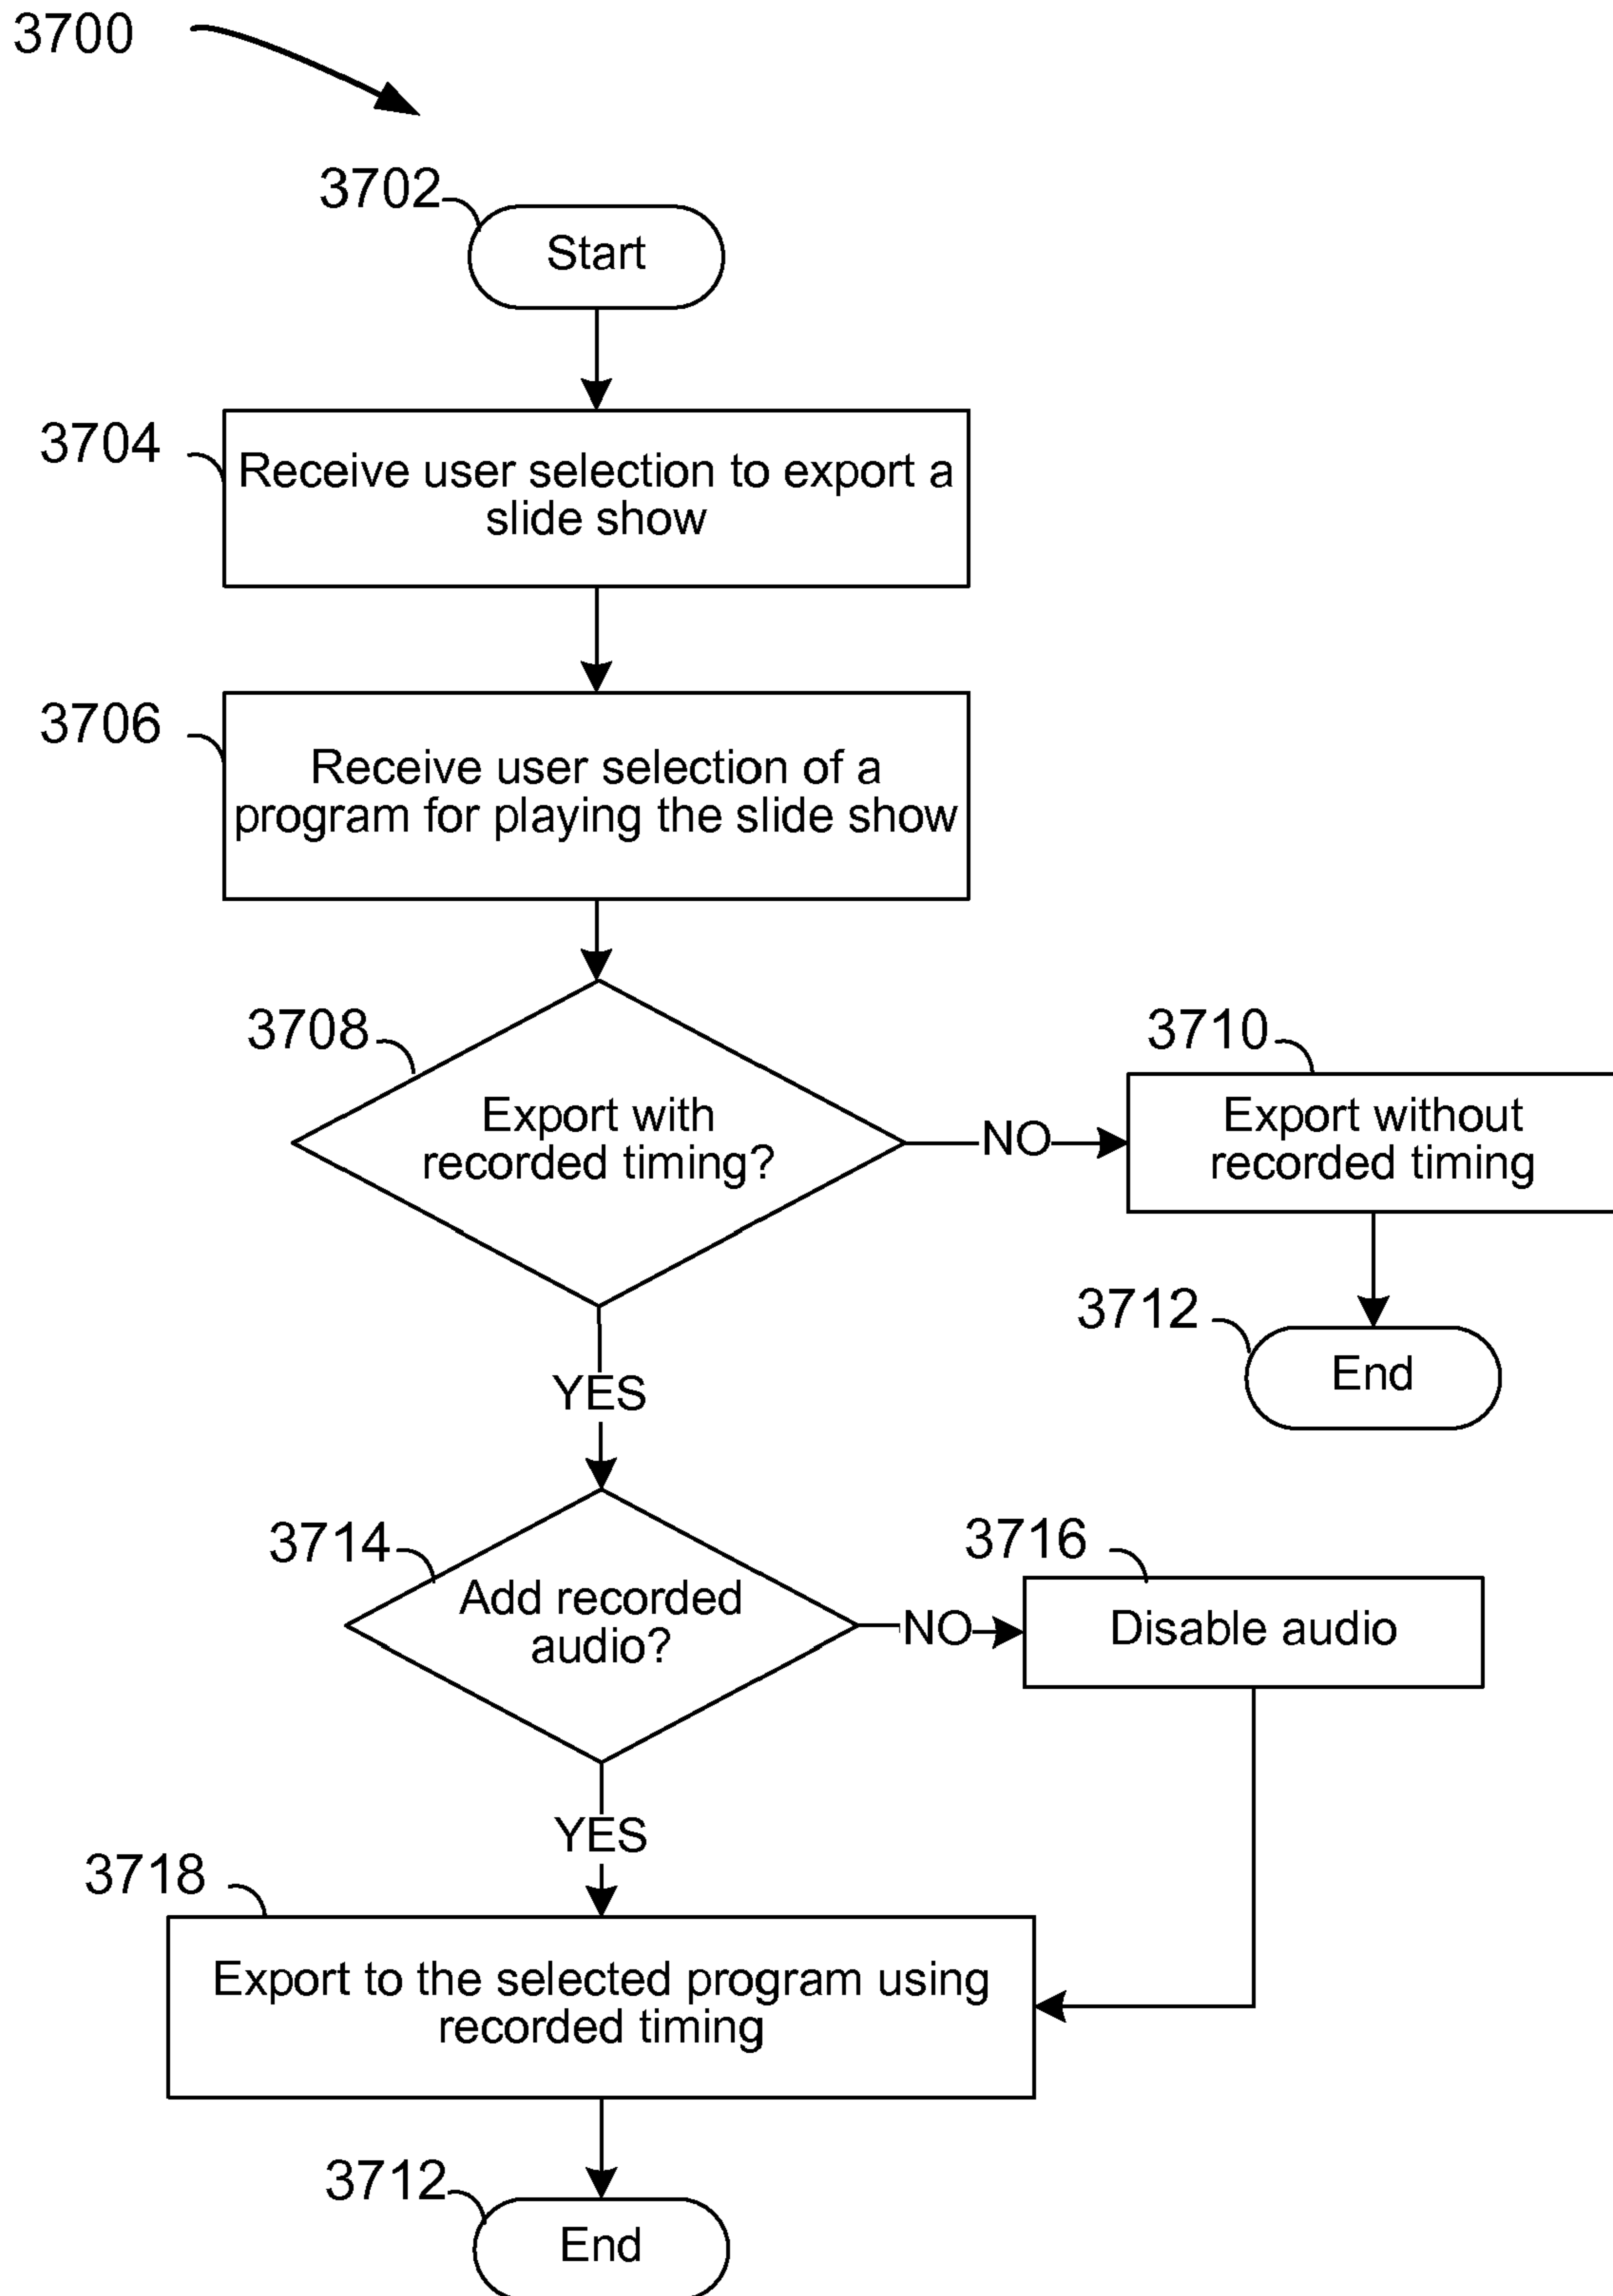 3700
3702
Start
3704
Receive user selection to export a
slide show
3706
Receive user selection of a
program for playing the slide show
3708
Export with
recorded timing?
NO
3710
Export without
recorded timing
3712
End
YES
3714
Add recorded
audio?
NO
3716
Disable audio
YES
3718
Export to the selected program using
recorded timing
3712
End